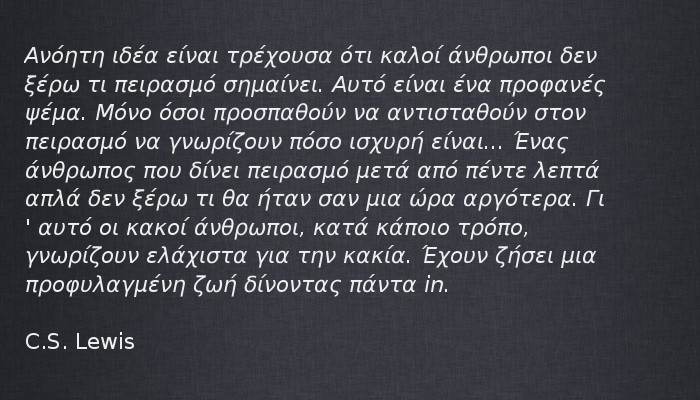 Ανόητη ιδέα είναι τρέχουσα ότι καλοί άνθρωποι δεν
ξέρω τι πειρασμό σημαίνει. Αυτό είναι ένα προφανές
ψέμα. Μόνο όσοι προσπαθούν να αντισταθούν στον
πειρασμό να γνωρίζουν πόσο ισχυρή είναι... Ένας
άνθρωπος που δίνει πειρασμό μετά από πέντε λεπτά
απλά δεν ξέρω τι θα ήταν σαν μια ώρα αργότερα. Γι
' αυτό οι κακοί άνθρωποι, κατά κάποιο τρόπο,
γνωρίζουν ελάχιστα για την κακία. Έχουν ζήσει μια
προφυλαγμένη ζωή δίνοντας πάντα in.
C.S. Lewis